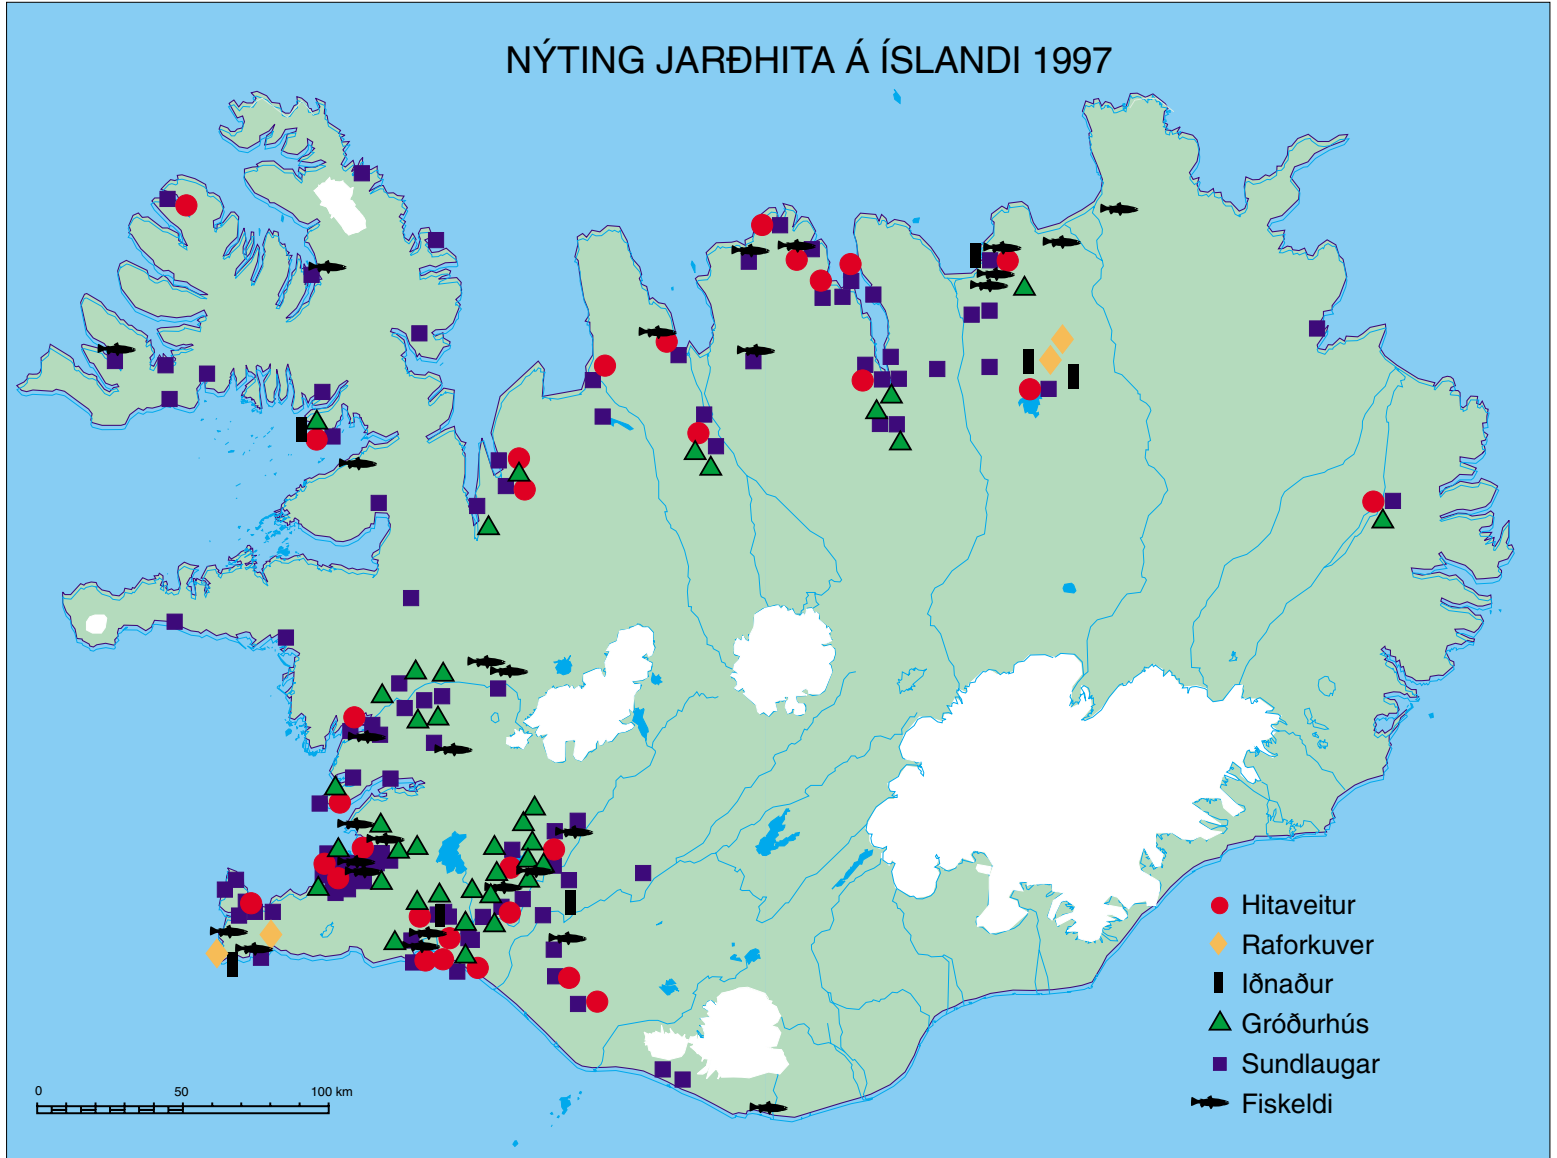 NÝTING JARÐHITA Á ÍSLANDI 1997
Hitaveitur
Raforkuver
Iðnaður
Gróðurhús
Sundlaugar
Fiskeldi
0 50 100 km